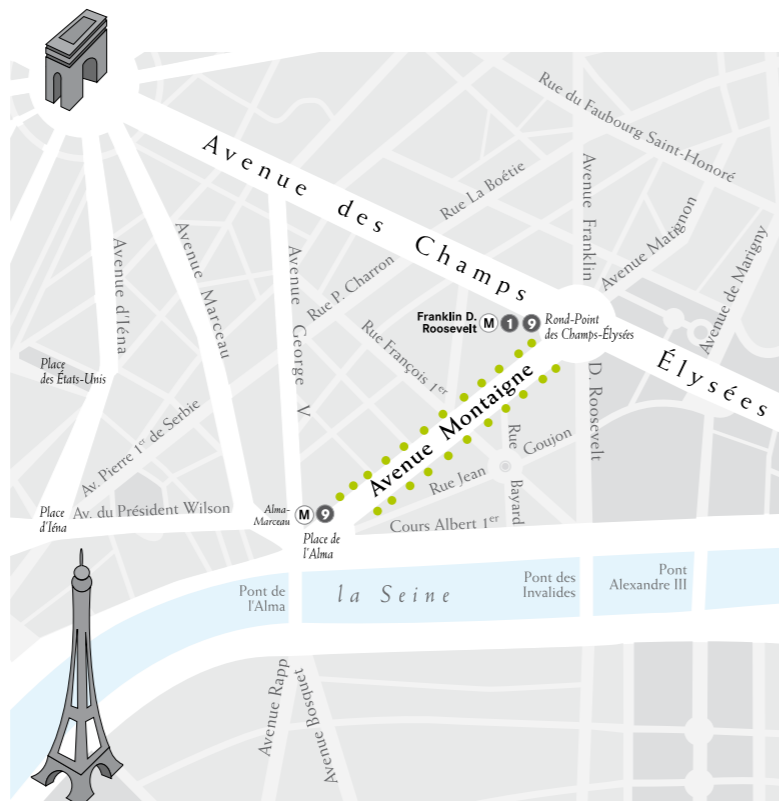 Rue du Faubourg Saint-Honoré
Avenue des Champs
Élysées
Rue La Boétie
Avenue Franklin
D. Roosevelt
Avenue Matignon
Avenue de Marigny
Avenue d'Iéna
Avenue Marceau
Avenue George V
Rue P. Charron
Rue François 1er
Franklin D.
Roosevelt
M 1 9
Rond-Point
des Champs-Élysées
Place
des États-Unis
Avenue Montaigne
Av. Pierre 1er de Serbie
Rue Jean Goujon
Rue Bayard
Place
d'Iéna
Av. du Président Wilson
Alma-
Marceau
M 9
Place de
l'Alma
Cours Albert 1er
Pont de
l'Alma
la Seine
Pont des
Invalides
Pont
Alexandre III
Avenue Rapp
Avenue Bosquet